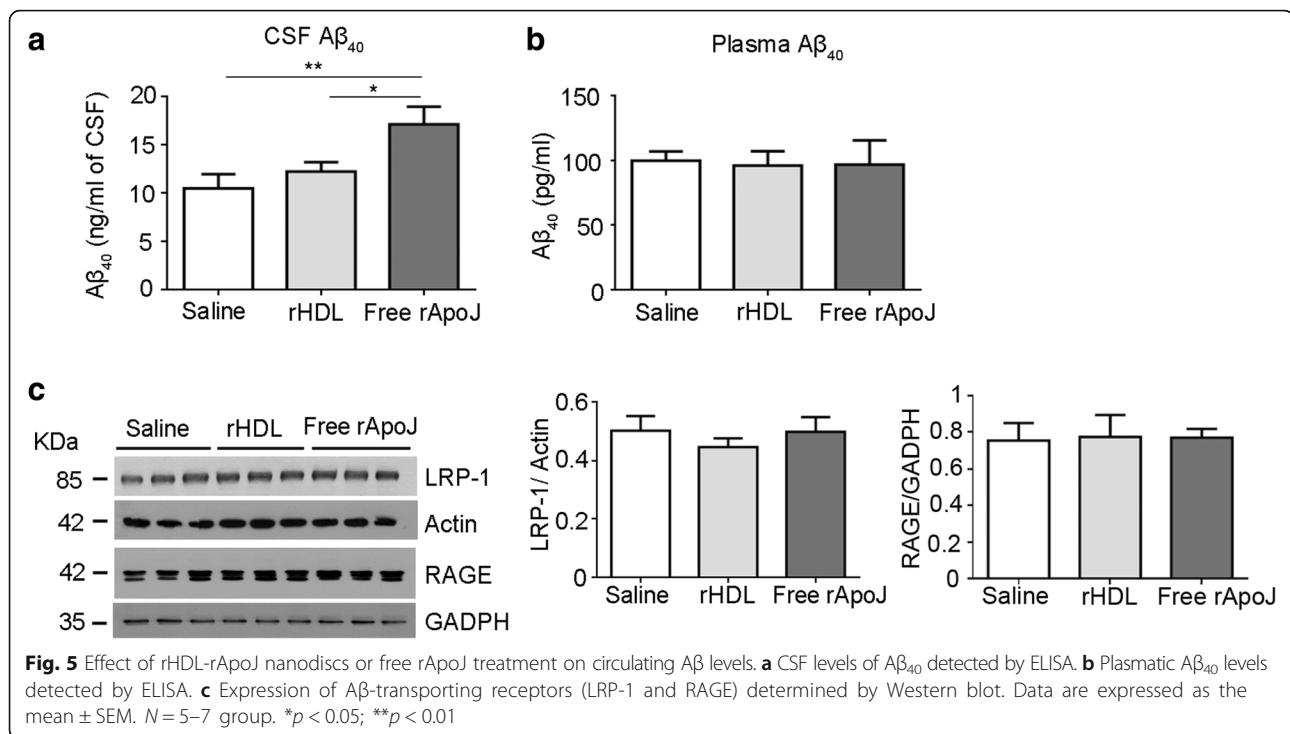 a
CSF Aβ40
**
*
Aβ40 (ng/ml of CSF)
20
15
10
5
0
Saline rHDL Free rApoJ
b
Plasma Aβ40
Aβ40 (pg/ml)
150
100
50
0
Saline rHDL Free rApoJ
c
KDa
Saline rHDL Free rApoJ
85 LRP-1
42 Actin
42 RAGE
35 GADPH
LRP-1/ Actin
0.6
0.4
0.2
0
Saline rHDL Free rApoJ
RAGE/GADPH
1
0.8
0.6
0.4
0.2
0
Saline rHDL Free rApoJ
Fig. 5 Effect of rHDL-rApoJ nanodiscs or free rApoJ treatment on circulating Aβ levels. a CSF levels of Aβ40 detected by ELISA. b Plasmatic Aβ40 levels
detected by ELISA. c Expression of Aβ-transporting receptors (LRP-1 and RAGE) determined by Western blot. Data are expressed as the
mean ± SEM. N = 5–7 group. *p < 0.05; **p < 0.01